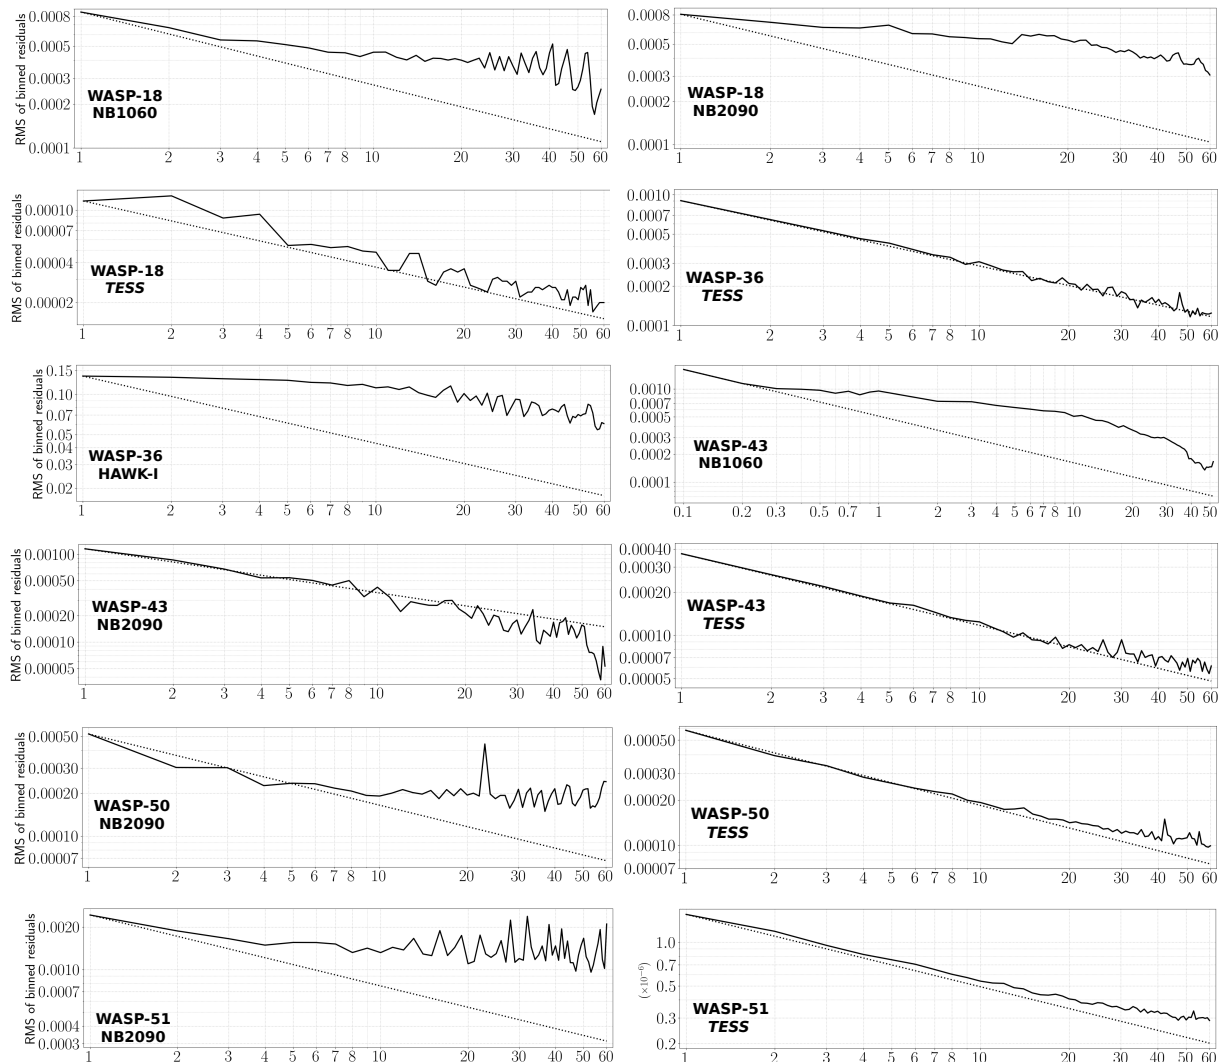 RMS of binned residuals
0.0008
0.0005
0.0003
0.0002
0.0001
WASP-18
NB1060
1 2 3 4 5 6 7 8 10 20 30 40 50 60
0.0008
0.0005
0.0003
0.0002
0.0001
WASP-18
NB2090
1 2 3 4 5 6 7 8 10 20 30 40 50 60
RMS of binned residuals
0.00010
0.00007
0.00004
0.00002
WASP-18
TESS
1 2 3 4 5 6 7 8 10 20 30 40 50 60
0.0010
0.0007
0.0005
0.0003
0.0002
0.0001
WASP-36
TESS
1 2 3 4 5 6 7 8 10 20 30 40 50 60
RMS of binned residuals
0.15
0.10
0.07
0.05
0.04
0.03
0.02
WASP-36
HAWK-I
1 2 3 4 5 6 7 8 10 20 30 40 50 60
0.0010
0.0007
0.0005
0.0003
0.0002
0.0001
WASP-43
NB1060
0.1 0.2 0.3 0.5 0.7 1 2 3 4 5 6 7 8 10 20 30 40 50
RMS of binned residuals
0.00100
0.00050
0.00020
0.00010
0.00005
WASP-43
NB2090
1 2 3 4 5 6 7 8 10 20 30 40 50 60
0.00040
0.00020
0.00010
0.00007
0.00005
WASP-43
TESS
1 2 3 4 5 6 7 8 10 20 30 40 50 60
RMS of binned residuals
0.00050
0.00030
0.00020
0.00010
0.00007
WASP-50
NB2090
1 2 3 4 5 6 7 8 10 20 30 40 50 60
0.00050
0.00030
0.00020
0.00010
0.00007
WASP-50
TESS
1 2 3 4 5 6 7 8 10 20 30 40 50 60
RMS of binned residuals
0.0020
0.0010
0.0007
0.0004
0.0003
WASP-51
NB2090
1 2 3 4 5 6 7 8 10 20 30 40 50 60
(×10⁻⁶)
1.0
0.7
0.5
0.3
0.2
WASP-51
TESS
1 2 3 4 5 6 7 8 10 20 30 40 50 60